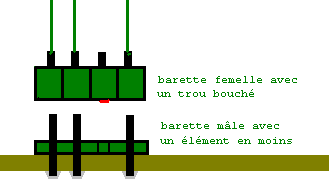 barette femelle avec
un trou bouché
barette mâle avec
un élément en moins